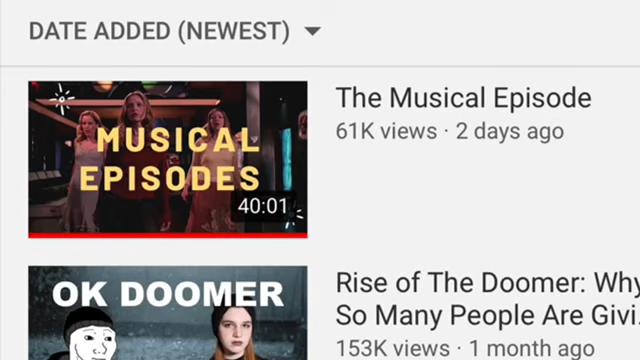 DATE ADDED (NEWEST)
MUSICAL
EPISODES
40:01
The Musical Episode
61K views · 2 days ago
OK DOOMER
Rise of The Doomer: Why
So Many People Are Givi...
153K views · 1 month ago